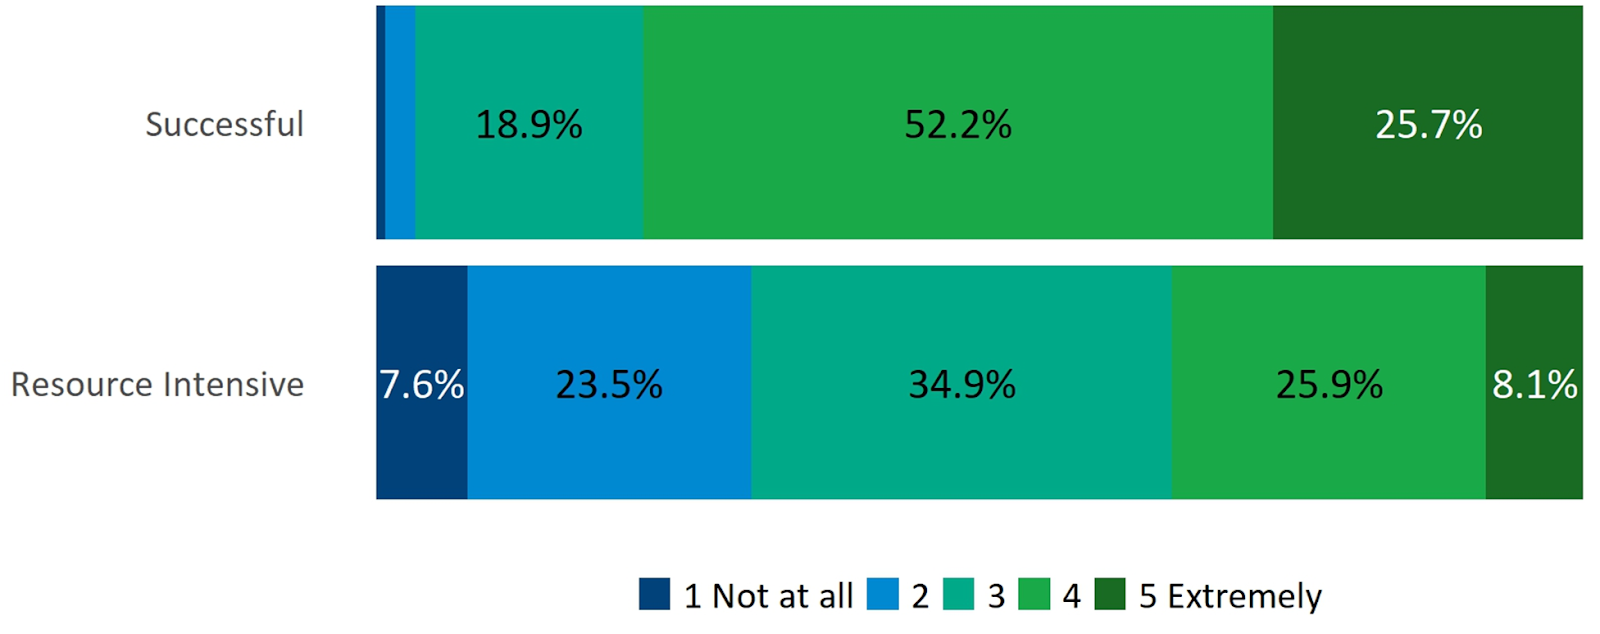 Successful 18.9% 52.2% 25.7%
Resource Intensive 7.6% 23.5% 34.9% 25.9% 8.1%
1 Not at all 2 3 4 5 Extremely